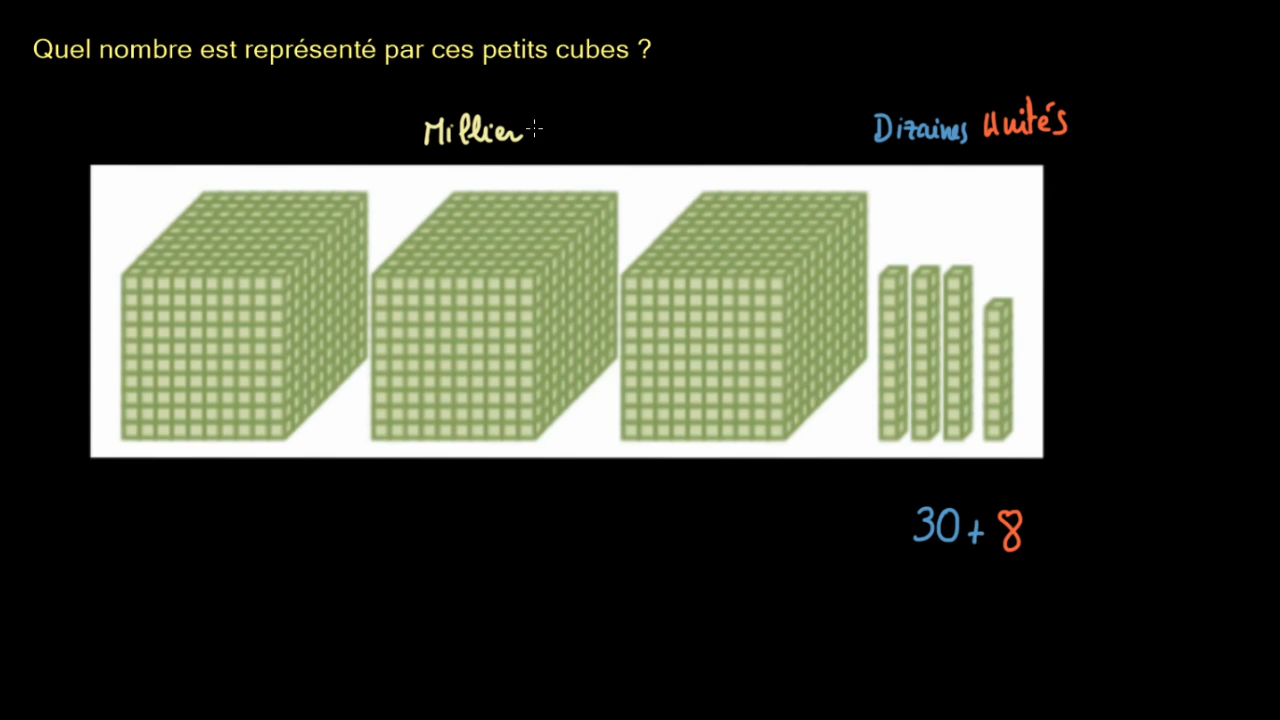 Quel nombre est représenté par ces petits cubes ?
Millier Dizaines Unités
30 + 8